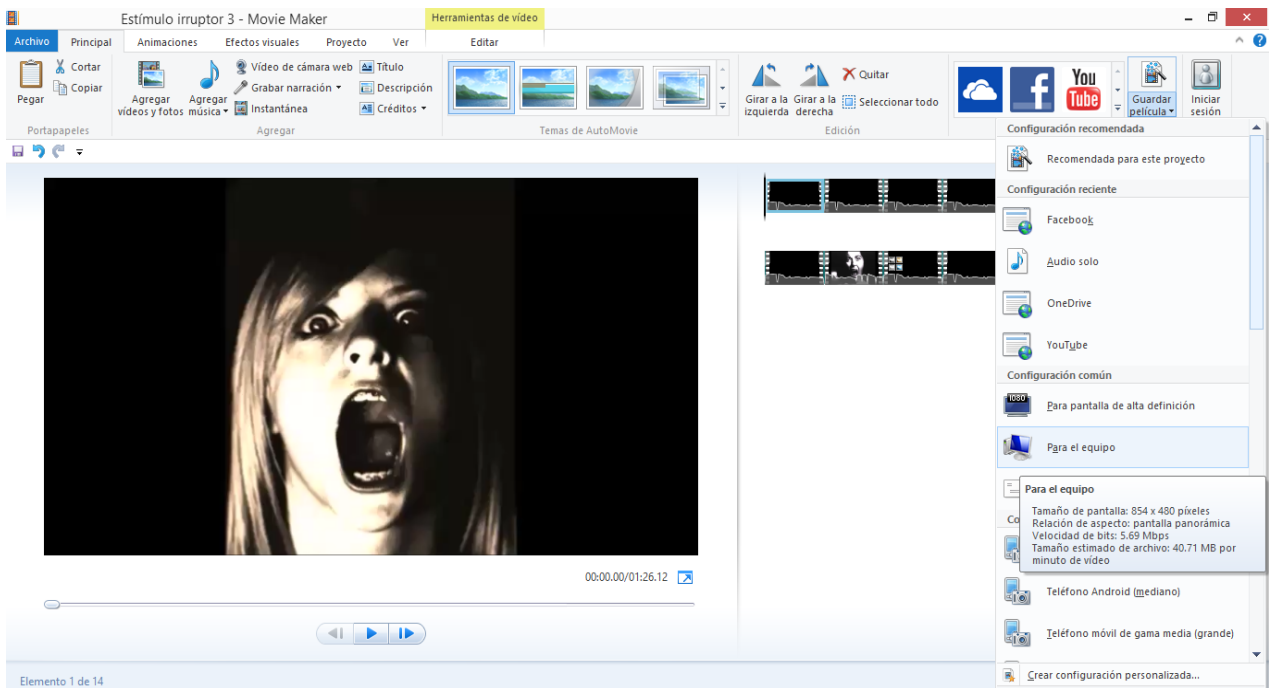 Estímulo irruptor 3 - Movie Maker
Herramientas de vídeo
Archivo Principal Animaciones Efectos visuales Proyecto Ver Editar
Pegar
Cortar
Copiar
Portapapeles
Agregar
vídeos y fotos
Agregar
música
Vídeo de cámara web
Grabar narración
Instantánea
Título
Descripción
Créditos
Agregar
Temas de AutoMovie
Girar a la
izquierda
Girar a la
derecha
Quitar
Seleccionar todo
Edición
You
Tube
Guardar
película
Iniciar
sesión
Configuración recomendada
Recomendada para este proyecto
Configuración reciente
Facebook
Audio solo
OneDrive
YouTube
Configuración común
1080
Para pantalla de alta definición
Para el equipo
Para el equipo
Tamaño de pantalla: 854 x 480 píxeles
Relación de aspecto: pantalla panorámica
Velocidad de bits: 5.69 Mbps
Tamaño estimado de archivo: 40.71 MB por
minuto de vídeo
Co
Teléfono Android (mediano)
Teléfono móvil de gama media (grande)
Crear configuración personalizada...
00:00.00/01:26.12
Elemento 1 de 14